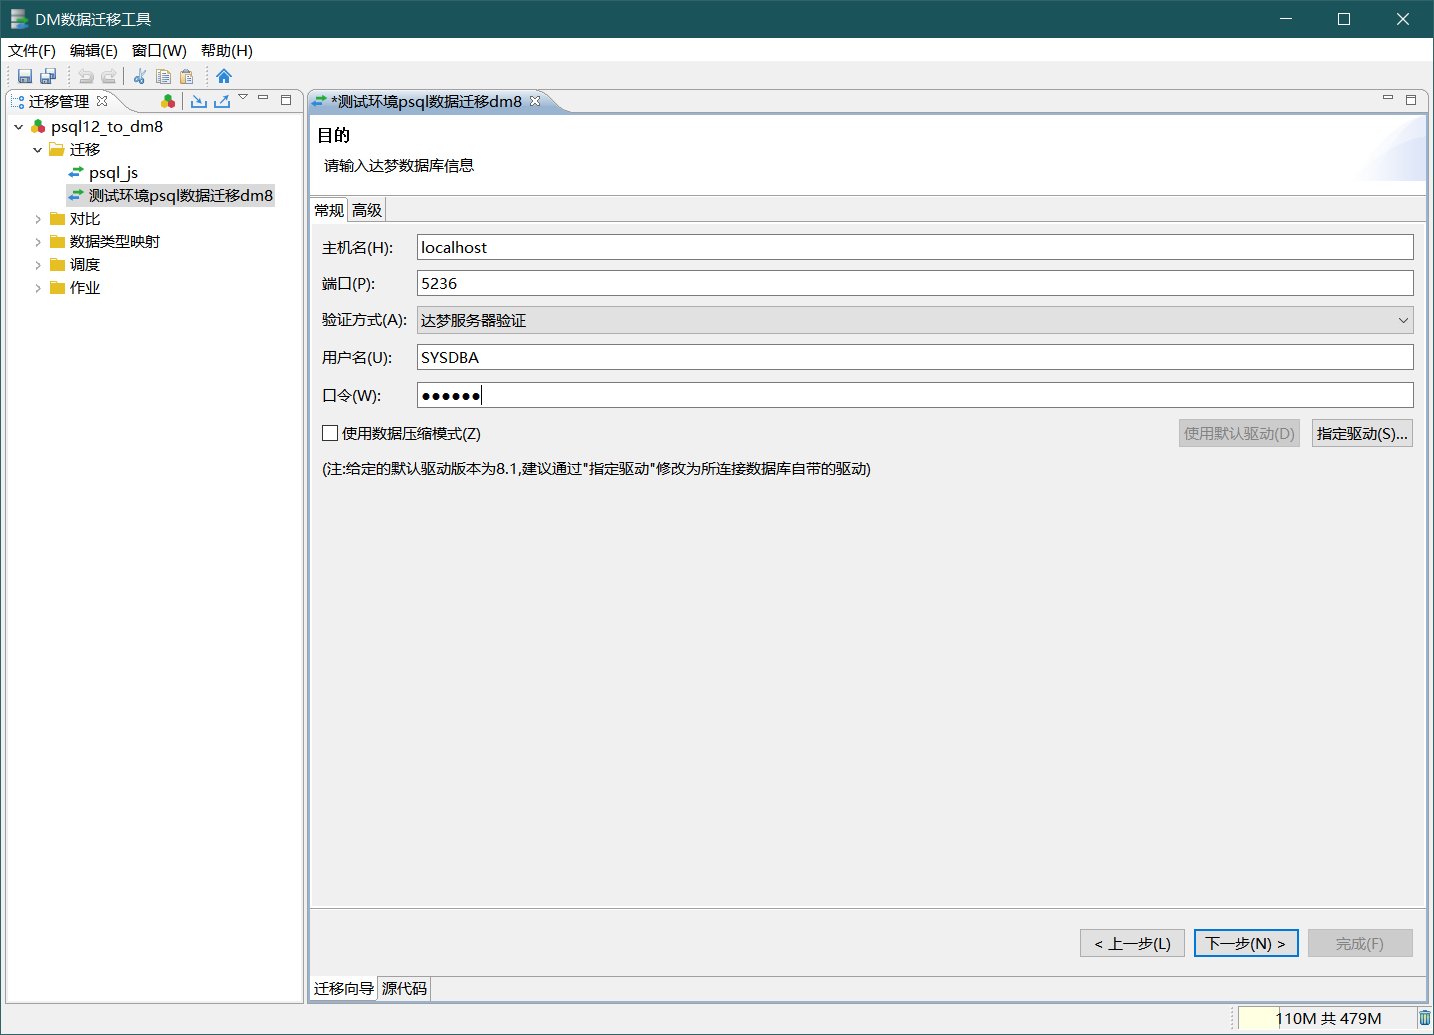 DM数据迁移工具
文件(F) 编辑(E) 窗口(W) 帮助(H)
迁移管理
psql12_to_dm8
迁移
psql_js
测试环境psql数据迁移dm8
对比
数据类型映射
调度
作业
*测试环境psql数据迁移dm8
目的
请输入达梦数据库信息
常规 高级
主机名(H): localhost
端口(P): 5236
验证方式(A): 达梦服务器验证
用户名(U): SYSDBA
口令(W): ●●●●●●
使用数据压缩模式(Z) 使用默认驱动(D) 指定驱动(S)...
(注:给定的默认驱动版本为8.1,建议通过"指定驱动"修改为所连接数据库自带的驱动)
< 上一步(L) 下一步(N) > 完成(F)
迁移向导 源代码
110M 共 479M